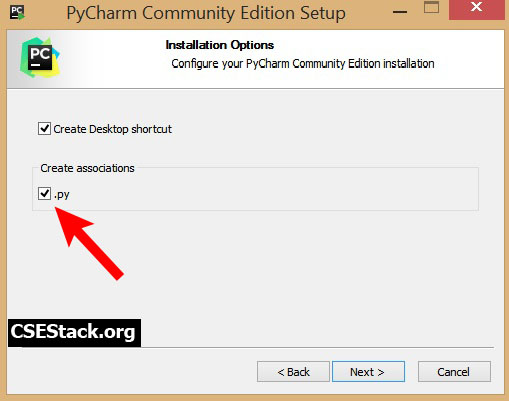 PyCharm Community Edition Setup
PC
Installation Options
Configure your PyCharm Community Edition installation
Create Desktop shortcut
Create associations
.py
CSEStack.org
< Back
Next >
Cancel